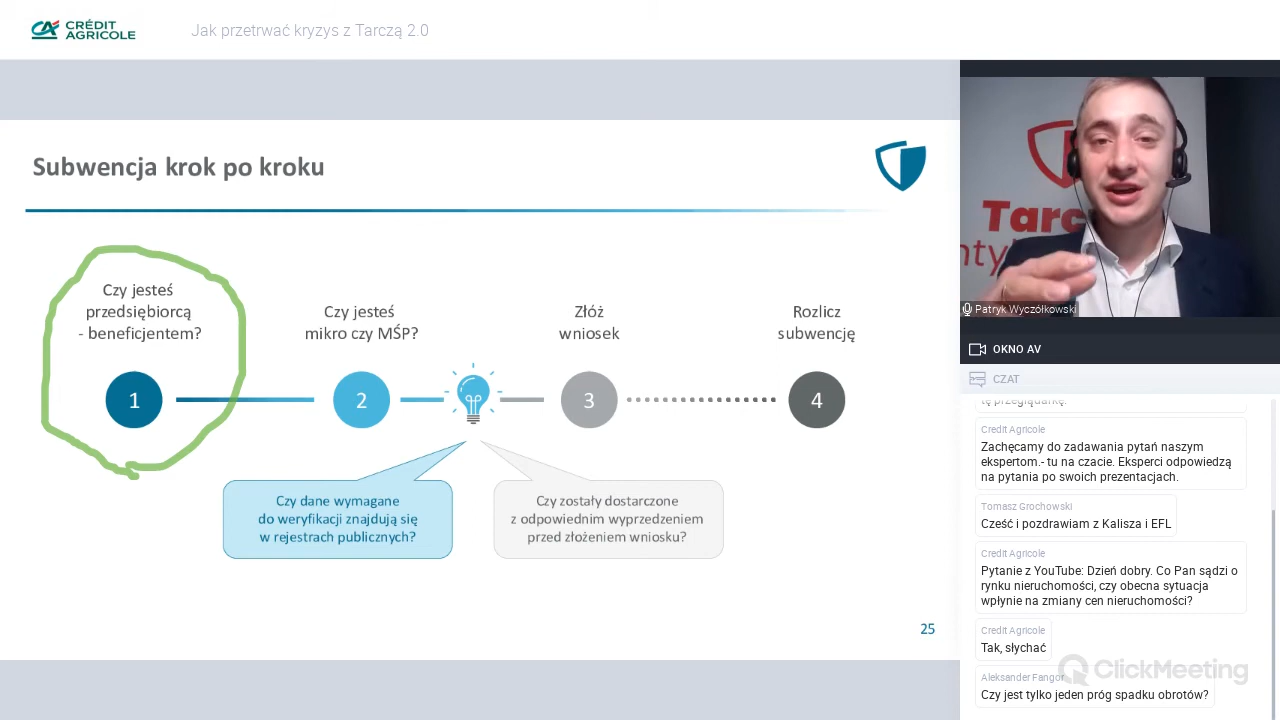 CRÉDIT
AGRICOLE
Jak przetrwać kryzys z Tarczą 2.0
Subwencja krok po kroku
Czy jesteś
przedsiębiorcą
- beneficjentem?
Czy jesteś
mikro czy MŚP?
Złóż
wniosek
Rozlicz
subwencję
1
2
3
4
Czy dane wymagane
do weryfikacji znajdują się
w rejestrach publicznych?
Czy zostały dostarczone
z odpowiednim wyprzedzeniem
przed złożeniem wniosku?
25
Tarc
nty
Patryk Wyczółkowski
OKNO AV
CZAT
tę przeglądarkę.
Credit Agricole
Zachęcamy do zadawania pytań naszym
ekspertom.- tu na czacie. Eksperci odpowiedzą
na pytania po swoich prezentacjach.
Tomasz Grochowski
Cześć i pozdrawiam z Kalisza i EFL
Credit Agricole
Pytanie z YouTube: Dzień dobry. Co Pan sądzi o
rynku nieruchomości, czy obecna sytuacja
wpłynie na zmiany cen nieruchomości?
Credit Agricole
Tak, słychać
ClickMeeting
Aleksander Fangor
Czy jest tylko jeden próg spadku obrotów?